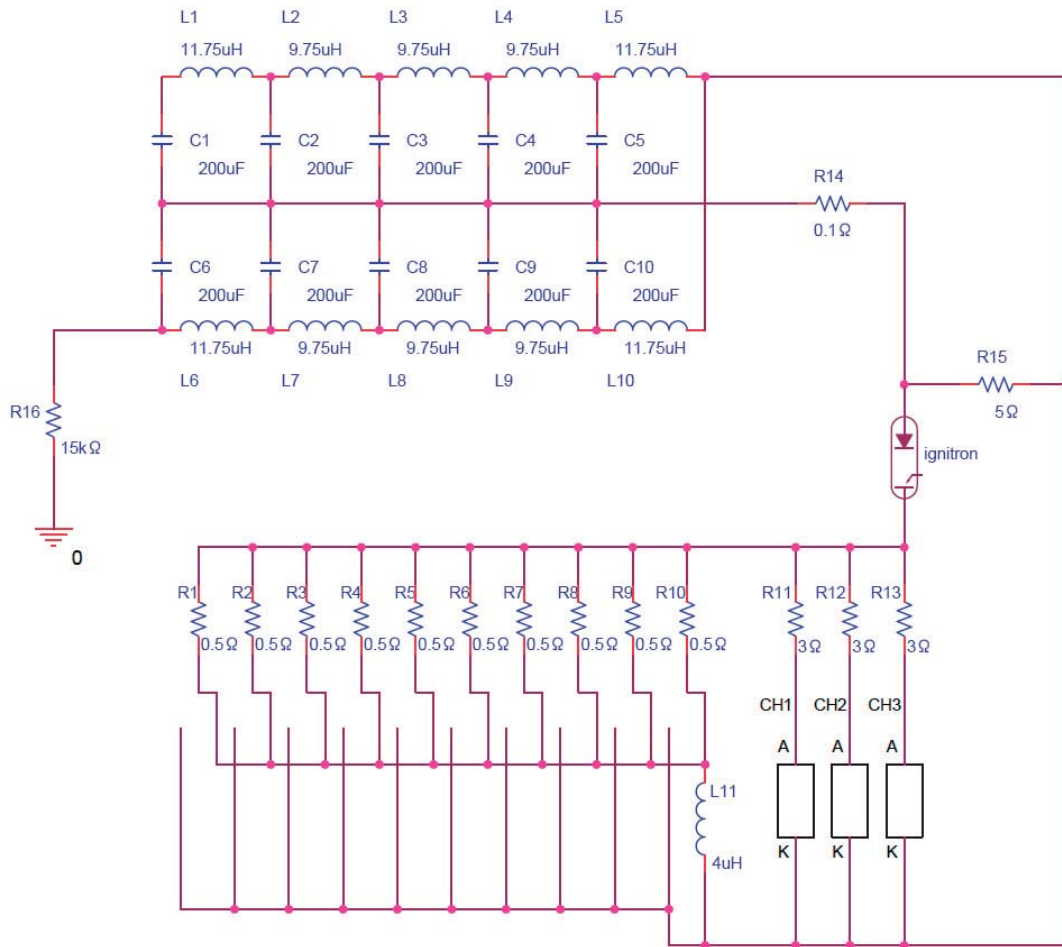 L1 L2 L3 L4 L5
11.75uH 9.75uH 9.75uH 9.75uH 11.75uH
C1 C2 C3 C4 C5
200uF 200uF 200uF 200uF 200uF
R14
0.1Ω
C6 C7 C8 C9 C10
200uF 200uF 200uF 200uF 200uF
11.75uH 9.75uH 9.75uH 9.75uH 11.75uH
R15
L6 L7 L8 L9 L10
5Ω
R16
15kΩ
ignitron
0
R1 R2 R3 R4 R5 R6 R7 R8 R9 R10 R11 R12 R13
0.5Ω 0.5Ω 0.5Ω 0.5Ω 0.5Ω 0.5Ω 0.5Ω 0.5Ω 0.5Ω 0.5Ω 3Ω 3Ω 3Ω
CH1 CH2 CH3
A A A
L11
K K K
4uH